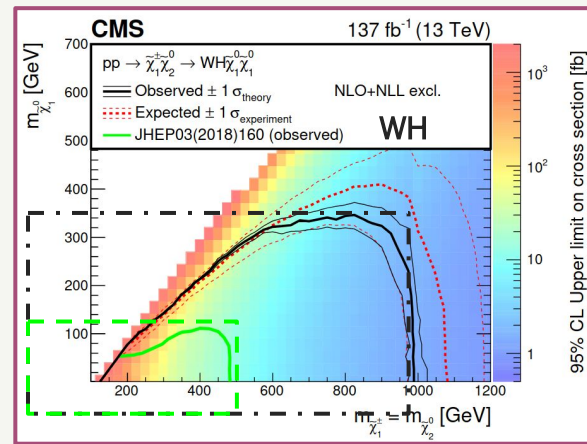 CMS 137 fb⁻¹ (13 TeV)
pp → χ̃₁^± χ̃₂⁰ → WHχ̃₁⁰χ̃₁⁰
Observed ± 1 σ_theory NLO+NLL excl.
Expected ± 1 σ_experiment WH
JHEP03(2018)160 (observed)
m_χ̃₁⁰ [GeV]
700
600
500
400
300
200
100
200 400 600 800 1000 1200
m_χ̃₁^± = m_χ̃₂⁰ [GeV]
10³
10²
10
1
95% CL Upper limit on cross section [fb]